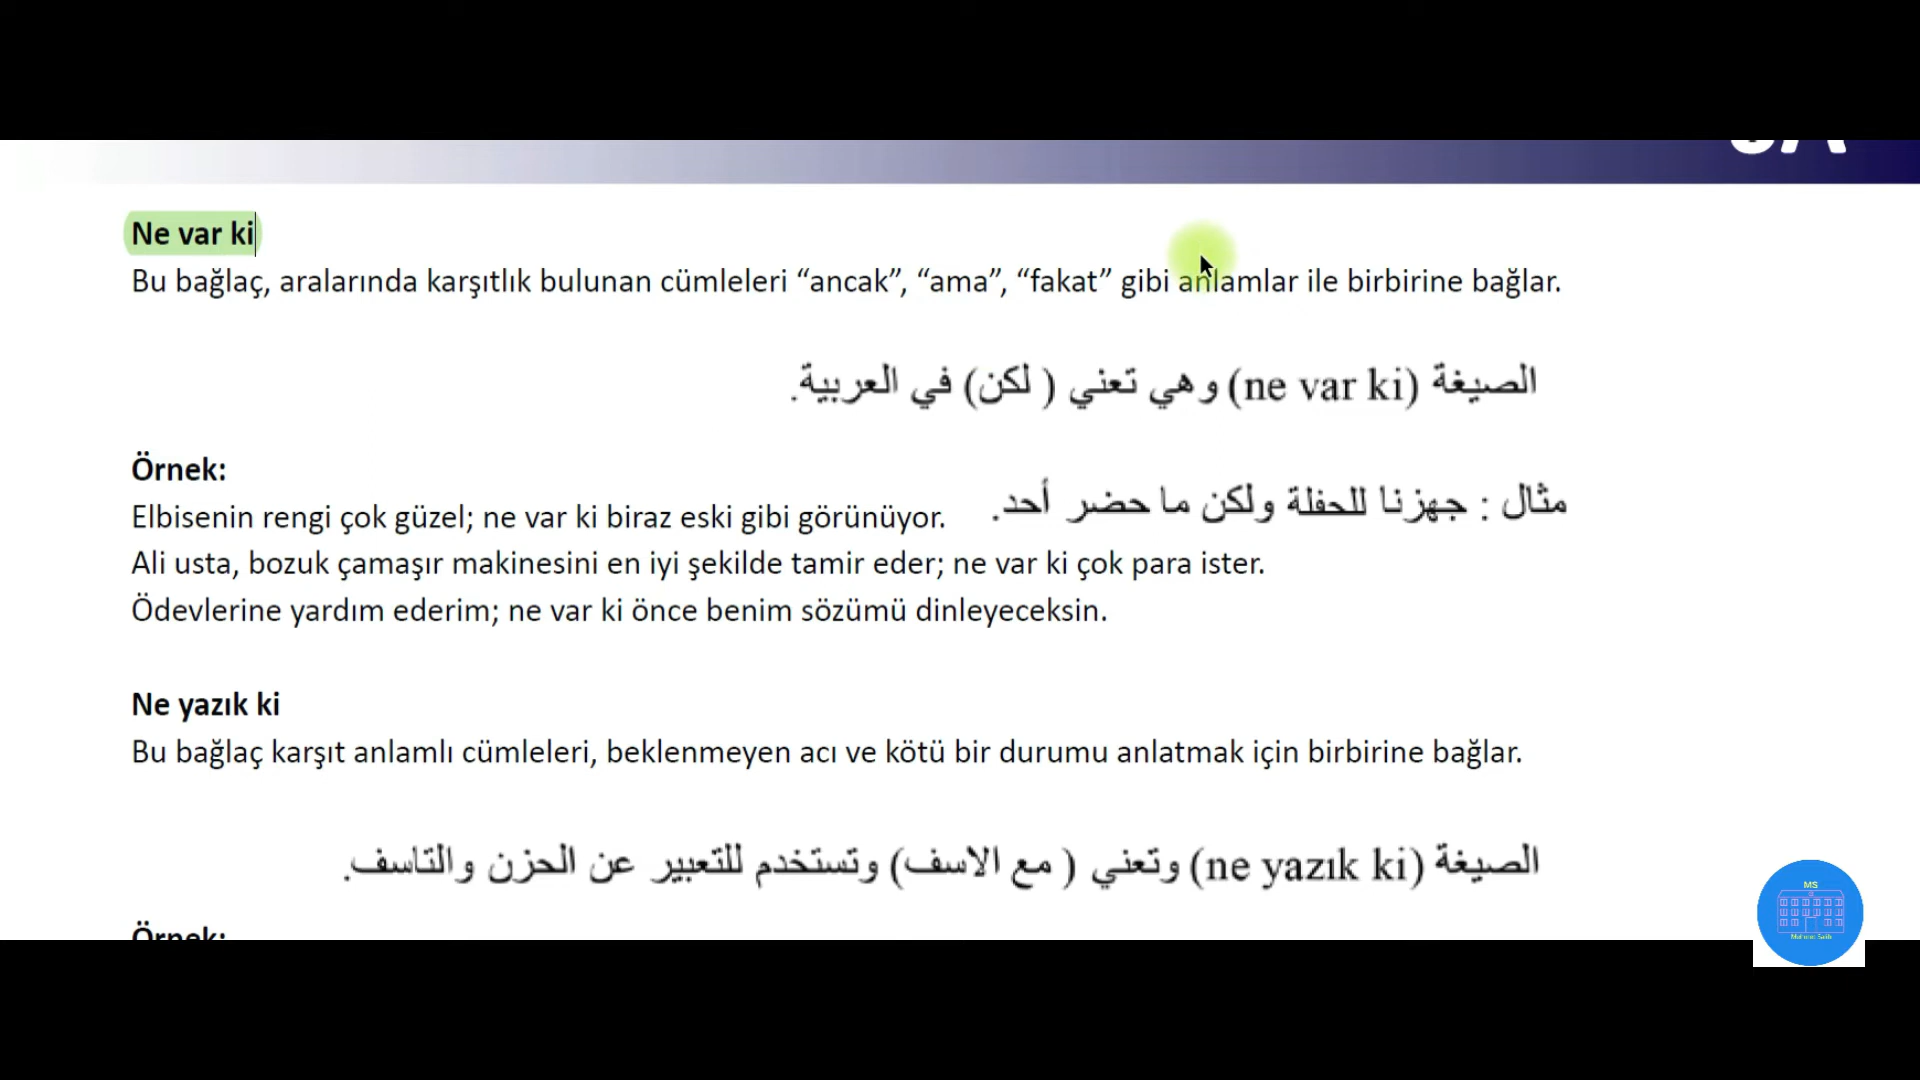 Ne var ki
Bu bağlaç, aralarında karşıtlık bulunan cümleleri “ancak”, “ama”, “fakat” gibi anlamlar ile birbirine bağlar.
الصيغة (ne var ki) وهي تعني ( لكن) في العربية.
Örnek:
مثال : جهزنا للحفلة ولكن ما حضر أحد.
Elbisenin rengi çok güzel; ne var ki biraz eski gibi görünüyor.
Ali usta, bozuk çamaşır makinesini en iyi şekilde tamir eder; ne var ki çok para ister.
Ödevlerine yardım ederim; ne var ki önce benim sözümü dinleyeceksin.
Ne yazık ki
Bu bağlaç karşıt anlamlı cümleleri, beklenmeyen acı ve kötü bir durumu anlatmak için birbirine bağlar.
الصيغة (ne yazık ki) وتعني ( مع الاسف) وتستخدم للتعبير عن الحزن والتاسف.
Örnek:
MS